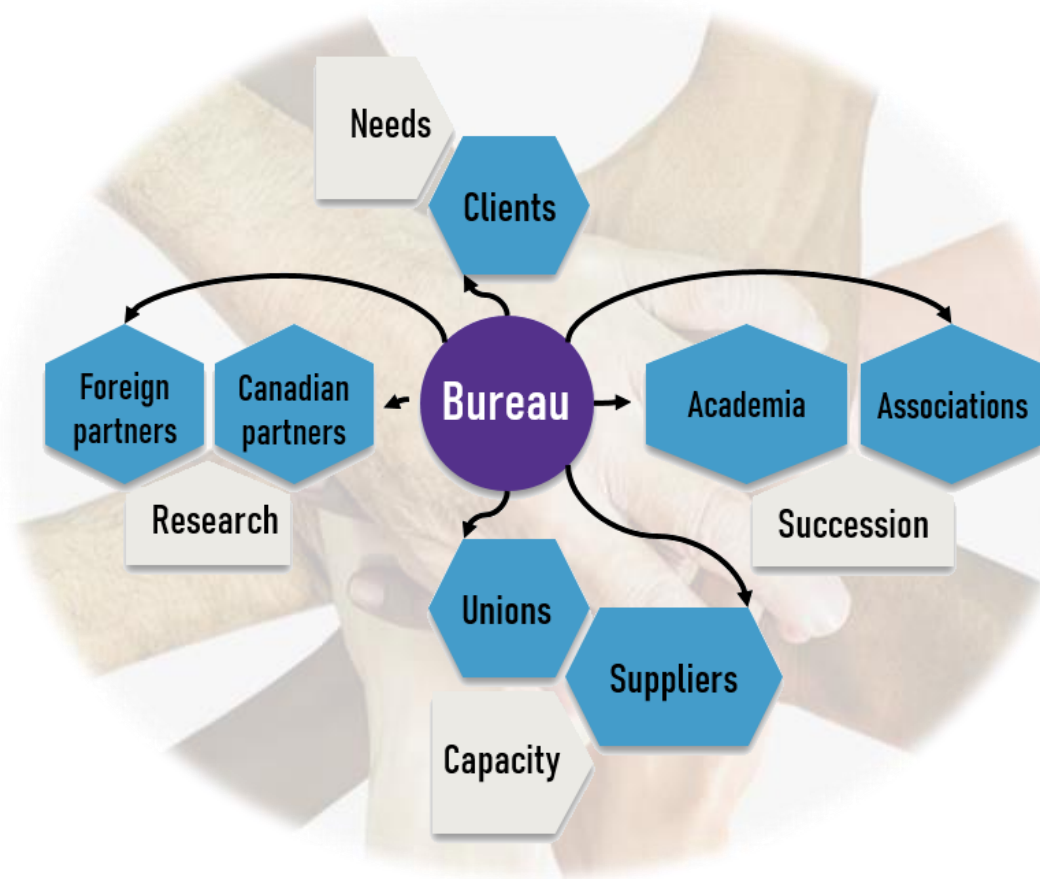 Needs
Clients
Foreign
partners
Canadian
partners
Bureau
Academia
Associations
Research
Succession
Unions
Suppliers
Capacity